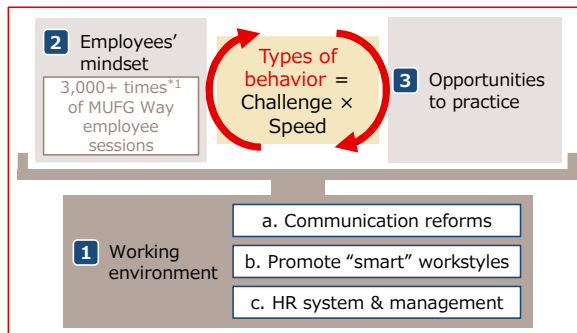 2 Employees'
mindset
3,000+ times*1
of MUFG Way
employee
sessions
Types of
behavior =
Challenge ×
Speed
3 Opportunities
to practice
1 Working
environment
a. Communication reforms
b. Promote “smart” workstyles
c. HR system & management